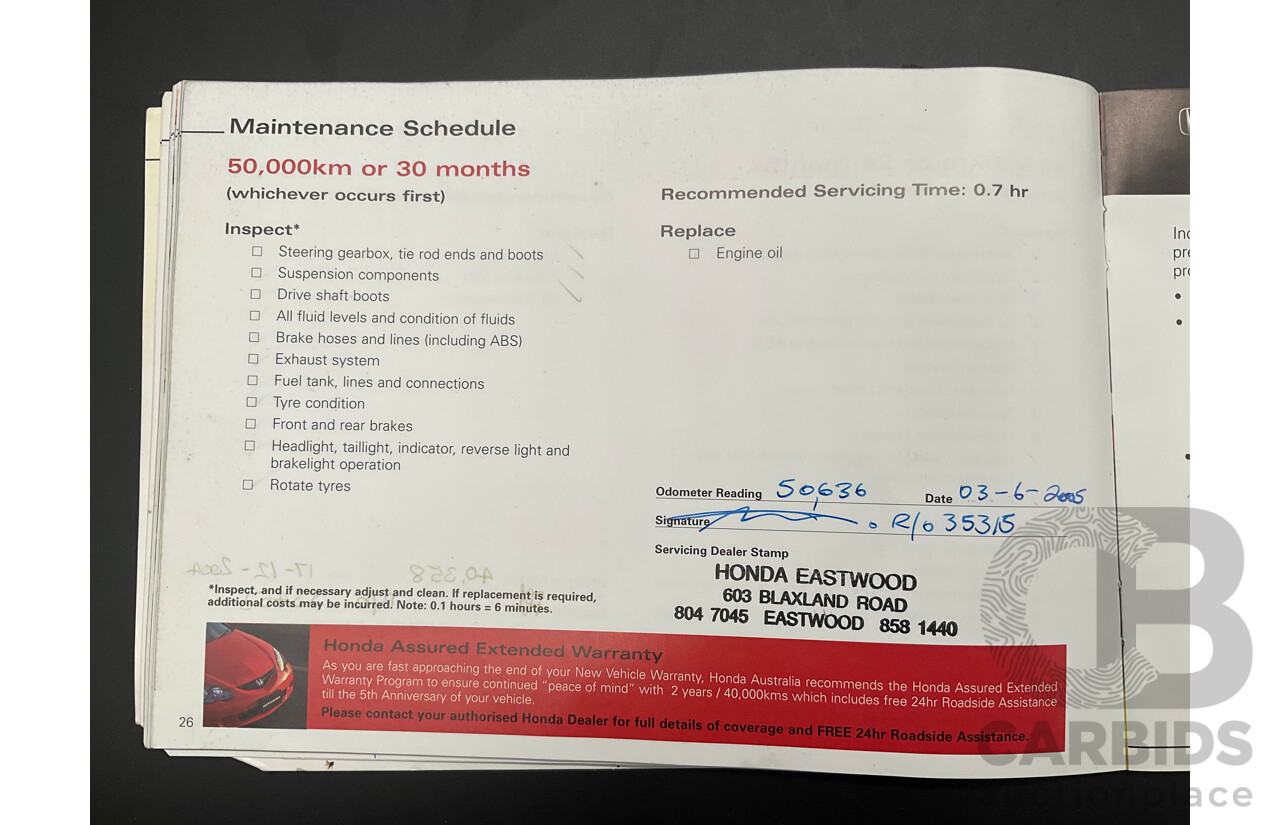 Maintenance Schedule
50,000km or 30 months
(whichever occurs first)
Inspect*
Steering gearbox, tie rod ends and boots
Suspension components
Drive shaft boots
All fluid levels and condition of fluids
Brake hoses and lines (including ABS)
Exhaust system
Fuel tank, lines and connections
Tyre condition
Front and rear brakes
Headlight, taillight, indicator, reverse light and
brakelight operation
Rotate tyres
*Inspect, and if necessary adjust and clean. If replacement is required,
additional costs may be incurred. Note: 0.1 hours = 6 minutes.
Recommended Servicing Time: 0.7 hr
Replace
Engine oil
Odometer Reading 50,636 Date 03-6-2005
Signature R/o 35315
Servicing Dealer Stamp
HONDA EASTWOOD
603 BLAXLAND ROAD
804 7045 EASTWOOD 858 1440
Honda Assured Extended Warranty
As you are fast approaching the end of your New Vehicle Warranty, Honda Australia recommends the Honda Assured Extended
Warranty Program to ensure continued "peace of mind" with 2 years / 40,000kms which includes free 24hr Roadside Assistance
till the 5th Anniversary of your vehicle.
Please contact your authorised Honda Dealer for full details of coverage and FREE 24hr Roadside Assistance.
26
CB
CARBIDS
auctionplace